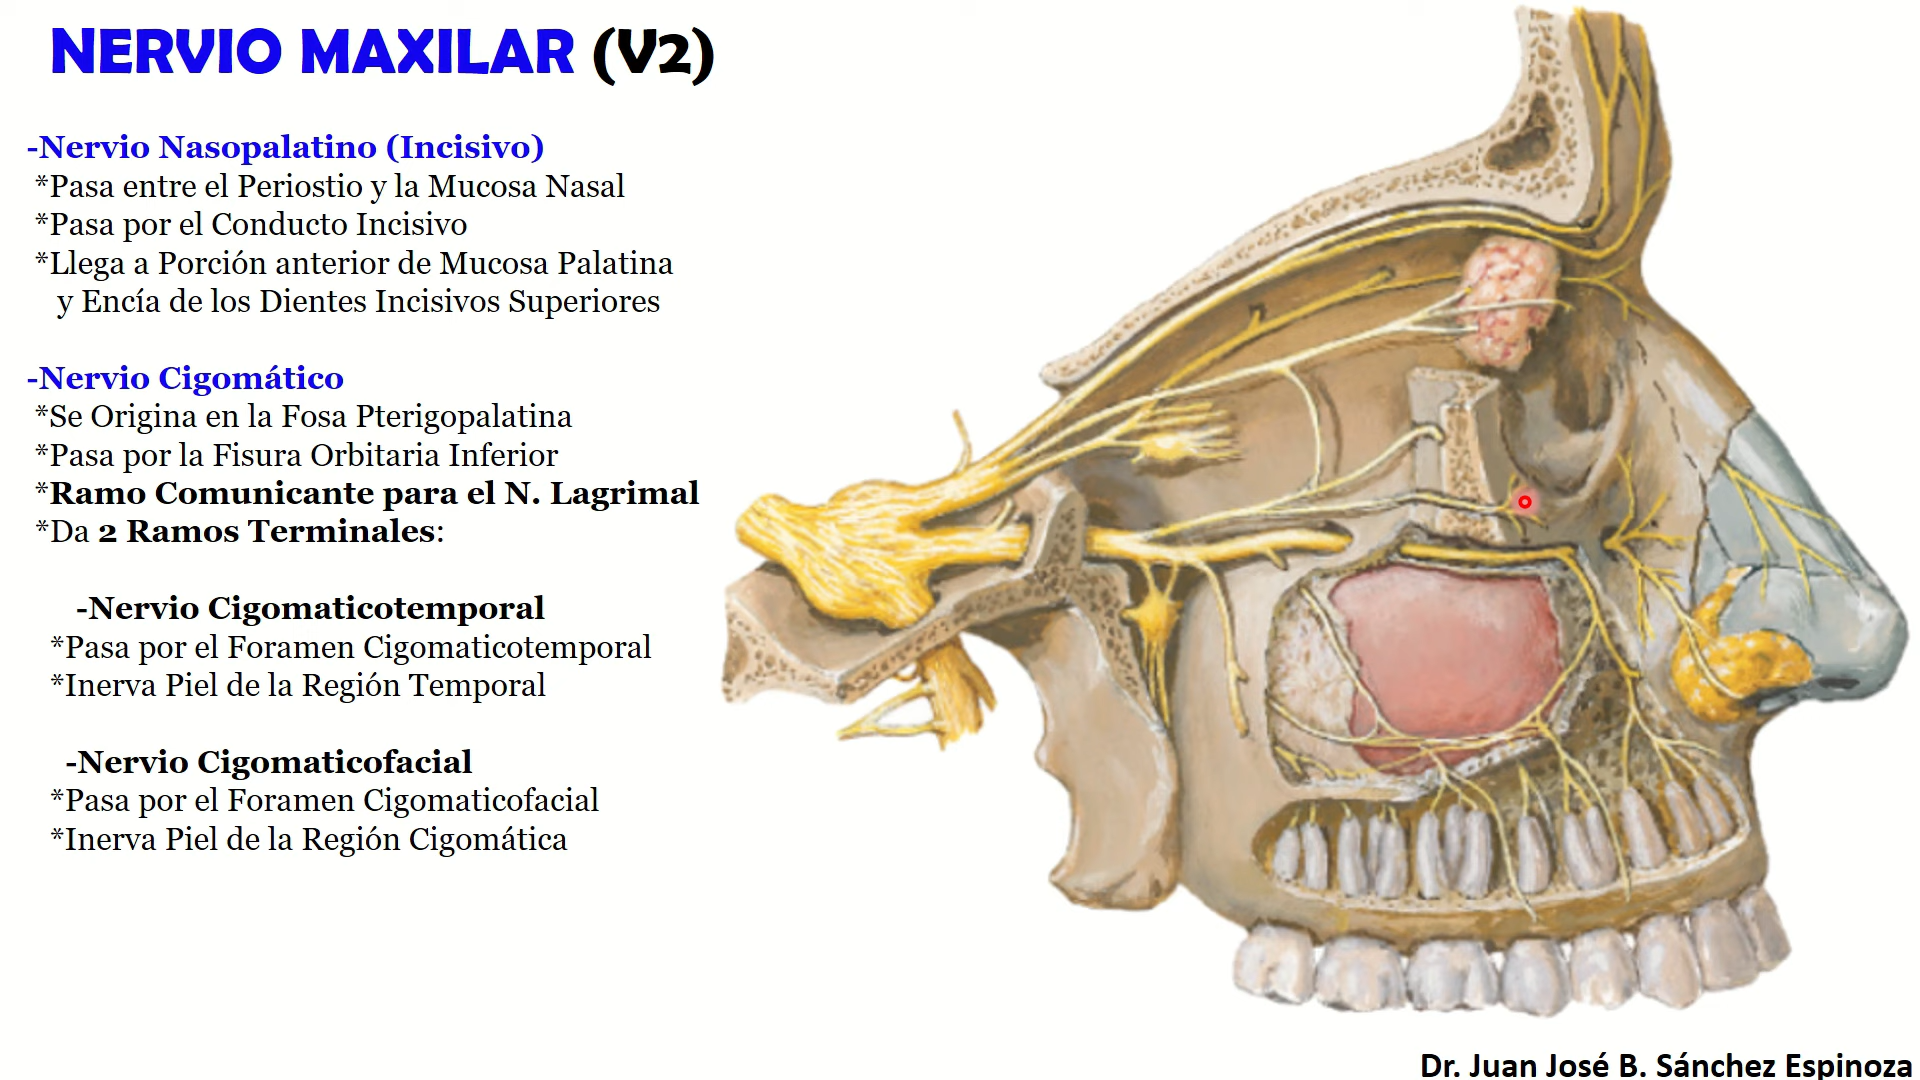 NERVIO MAXILAR (V2)
-Nervio Nasopalatino (Incisivo)
*Pasa entre el Periostio y la Mucosa Nasal
*Pasa por el Conducto Incisivo
*Llega a Porción anterior de Mucosa Palatina
y Encía de los Dientes Incisivos Superiores
-Nervio Cigomático
*Se Origina en la Fosa Pterigopalatina
*Pasa por la Fisura Orbitaria Inferior
*Ramo Comunicante para el N. Lagrimal
*Da 2 Ramos Terminales:
-Nervio Cigomaticotemporal
*Pasa por el Foramen Cigomaticotemporal
*Inerva Piel de la Región Temporal
-Nervio Cigomaticofacial
*Pasa por el Foramen Cigomaticofacial
*Inerva Piel de la Región Cigomática
Dr. Juan José B. Sánchez Espinoza